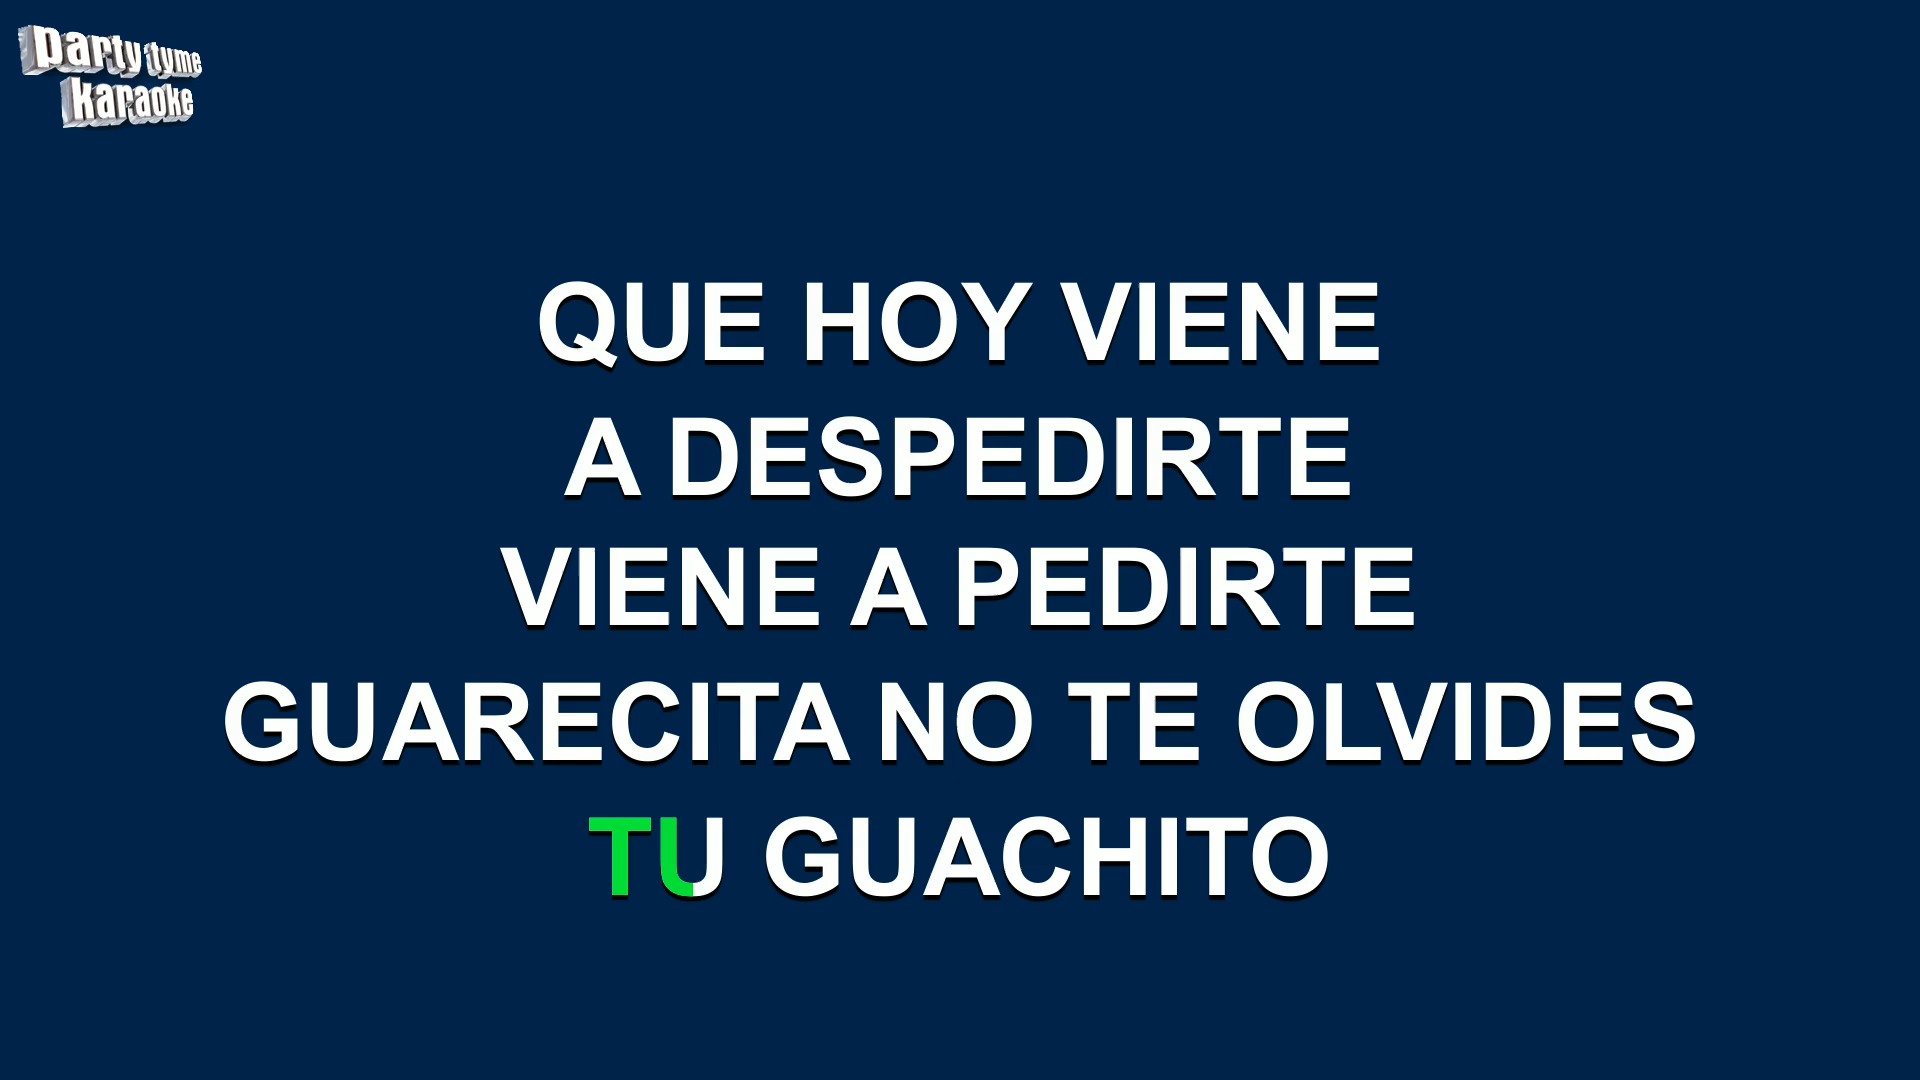 party tyme
karaoke
QUE HOY VIENE
A DESPEDIRTE
VIENE A PEDIRTE
GUARECITA NO TE OLVIDES
TU GUACHITO